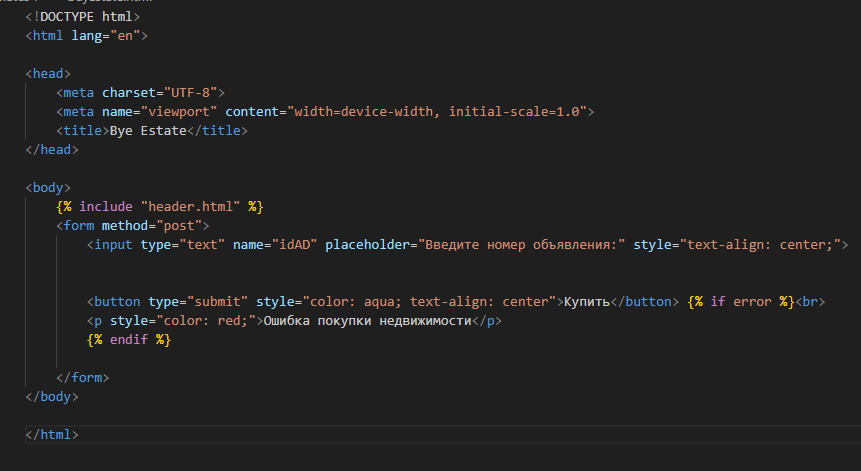 <!DOCTYPE html>
<html lang="en">
<head>
<meta charset="UTF-8">
<meta name="viewport" content="width=device-width, initial-scale=1.0">
<title>Bye Estate</title>
</head>
<body>
{% include "header.html" %}
<form method="post">
<input type="text" name="idAD" placeholder="Введите номер объявления:" style="text-align: center;">
<button type="submit" style="color: aqua; text-align: center">Купить</button> {% if error %}<br>
<p style="color: red;">Ошибка покупки недвижимости</p>
{% endif %}
</form>
</body>
</html>